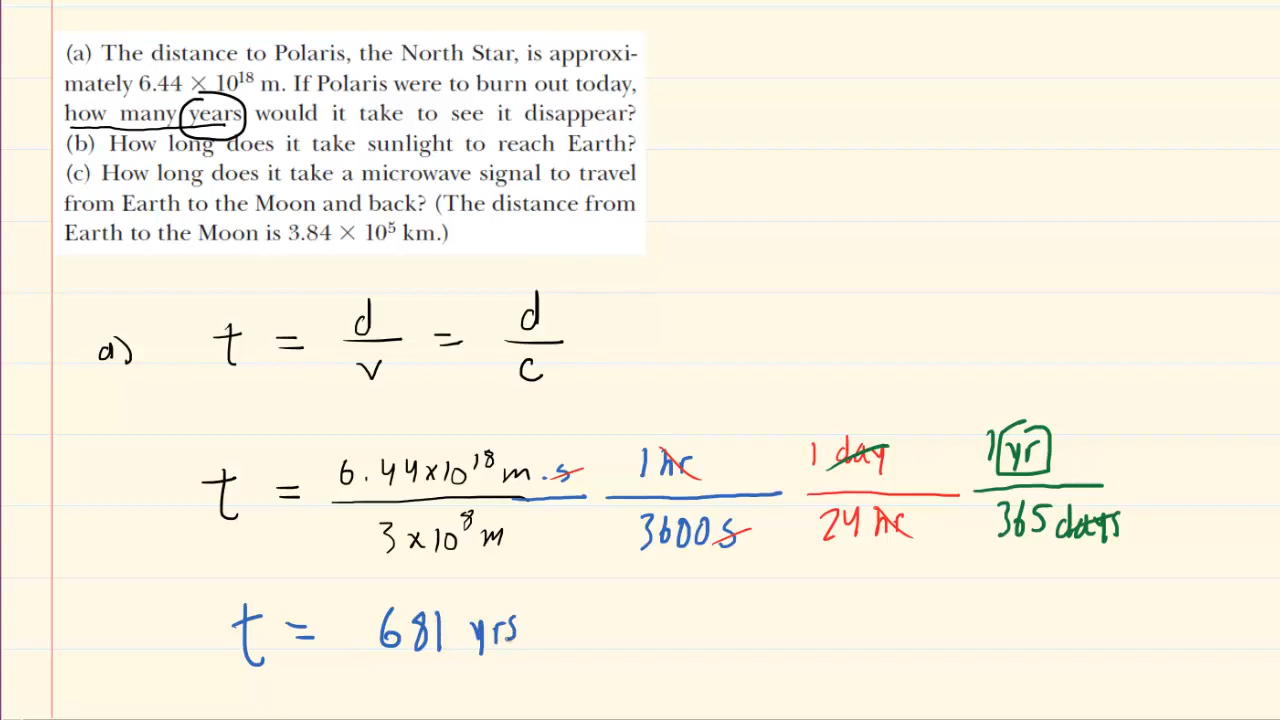 (a) The distance to Polaris, the North Star, is approxi-
mately 6.44 × 10¹⁸ m. If Polaris were to burn out today,
how many years would it take to see it disappear?
(b) How long does it take sunlight to reach Earth?
(c) How long does it take a microwave signal to travel
from Earth to the Moon and back? (The distance from
Earth to the Moon is 3.84 × 10⁵ km.)
a) t = d/v = d/c
t = 6.44×10¹⁸ m · s / 3×10⁸ m 1 hr / 3600 s 1 day / 24 hr 1 yr / 365 days
t = 681 yrs